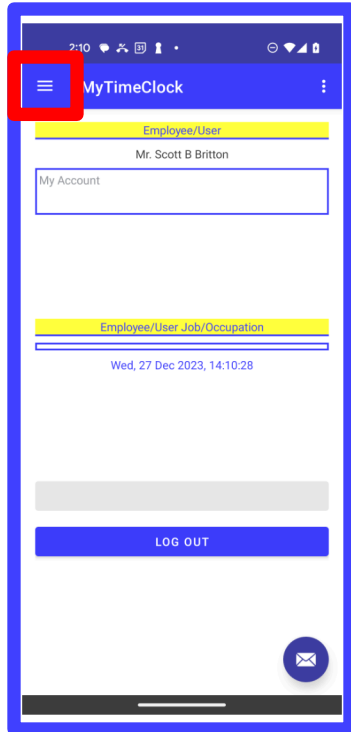 2:10 31
MyTimeClock
Employee/User
Mr. Scott B Britton
My Account
Employee/User Job/Occupation
Wed, 27 Dec 2023, 14:10:28
LOG OUT